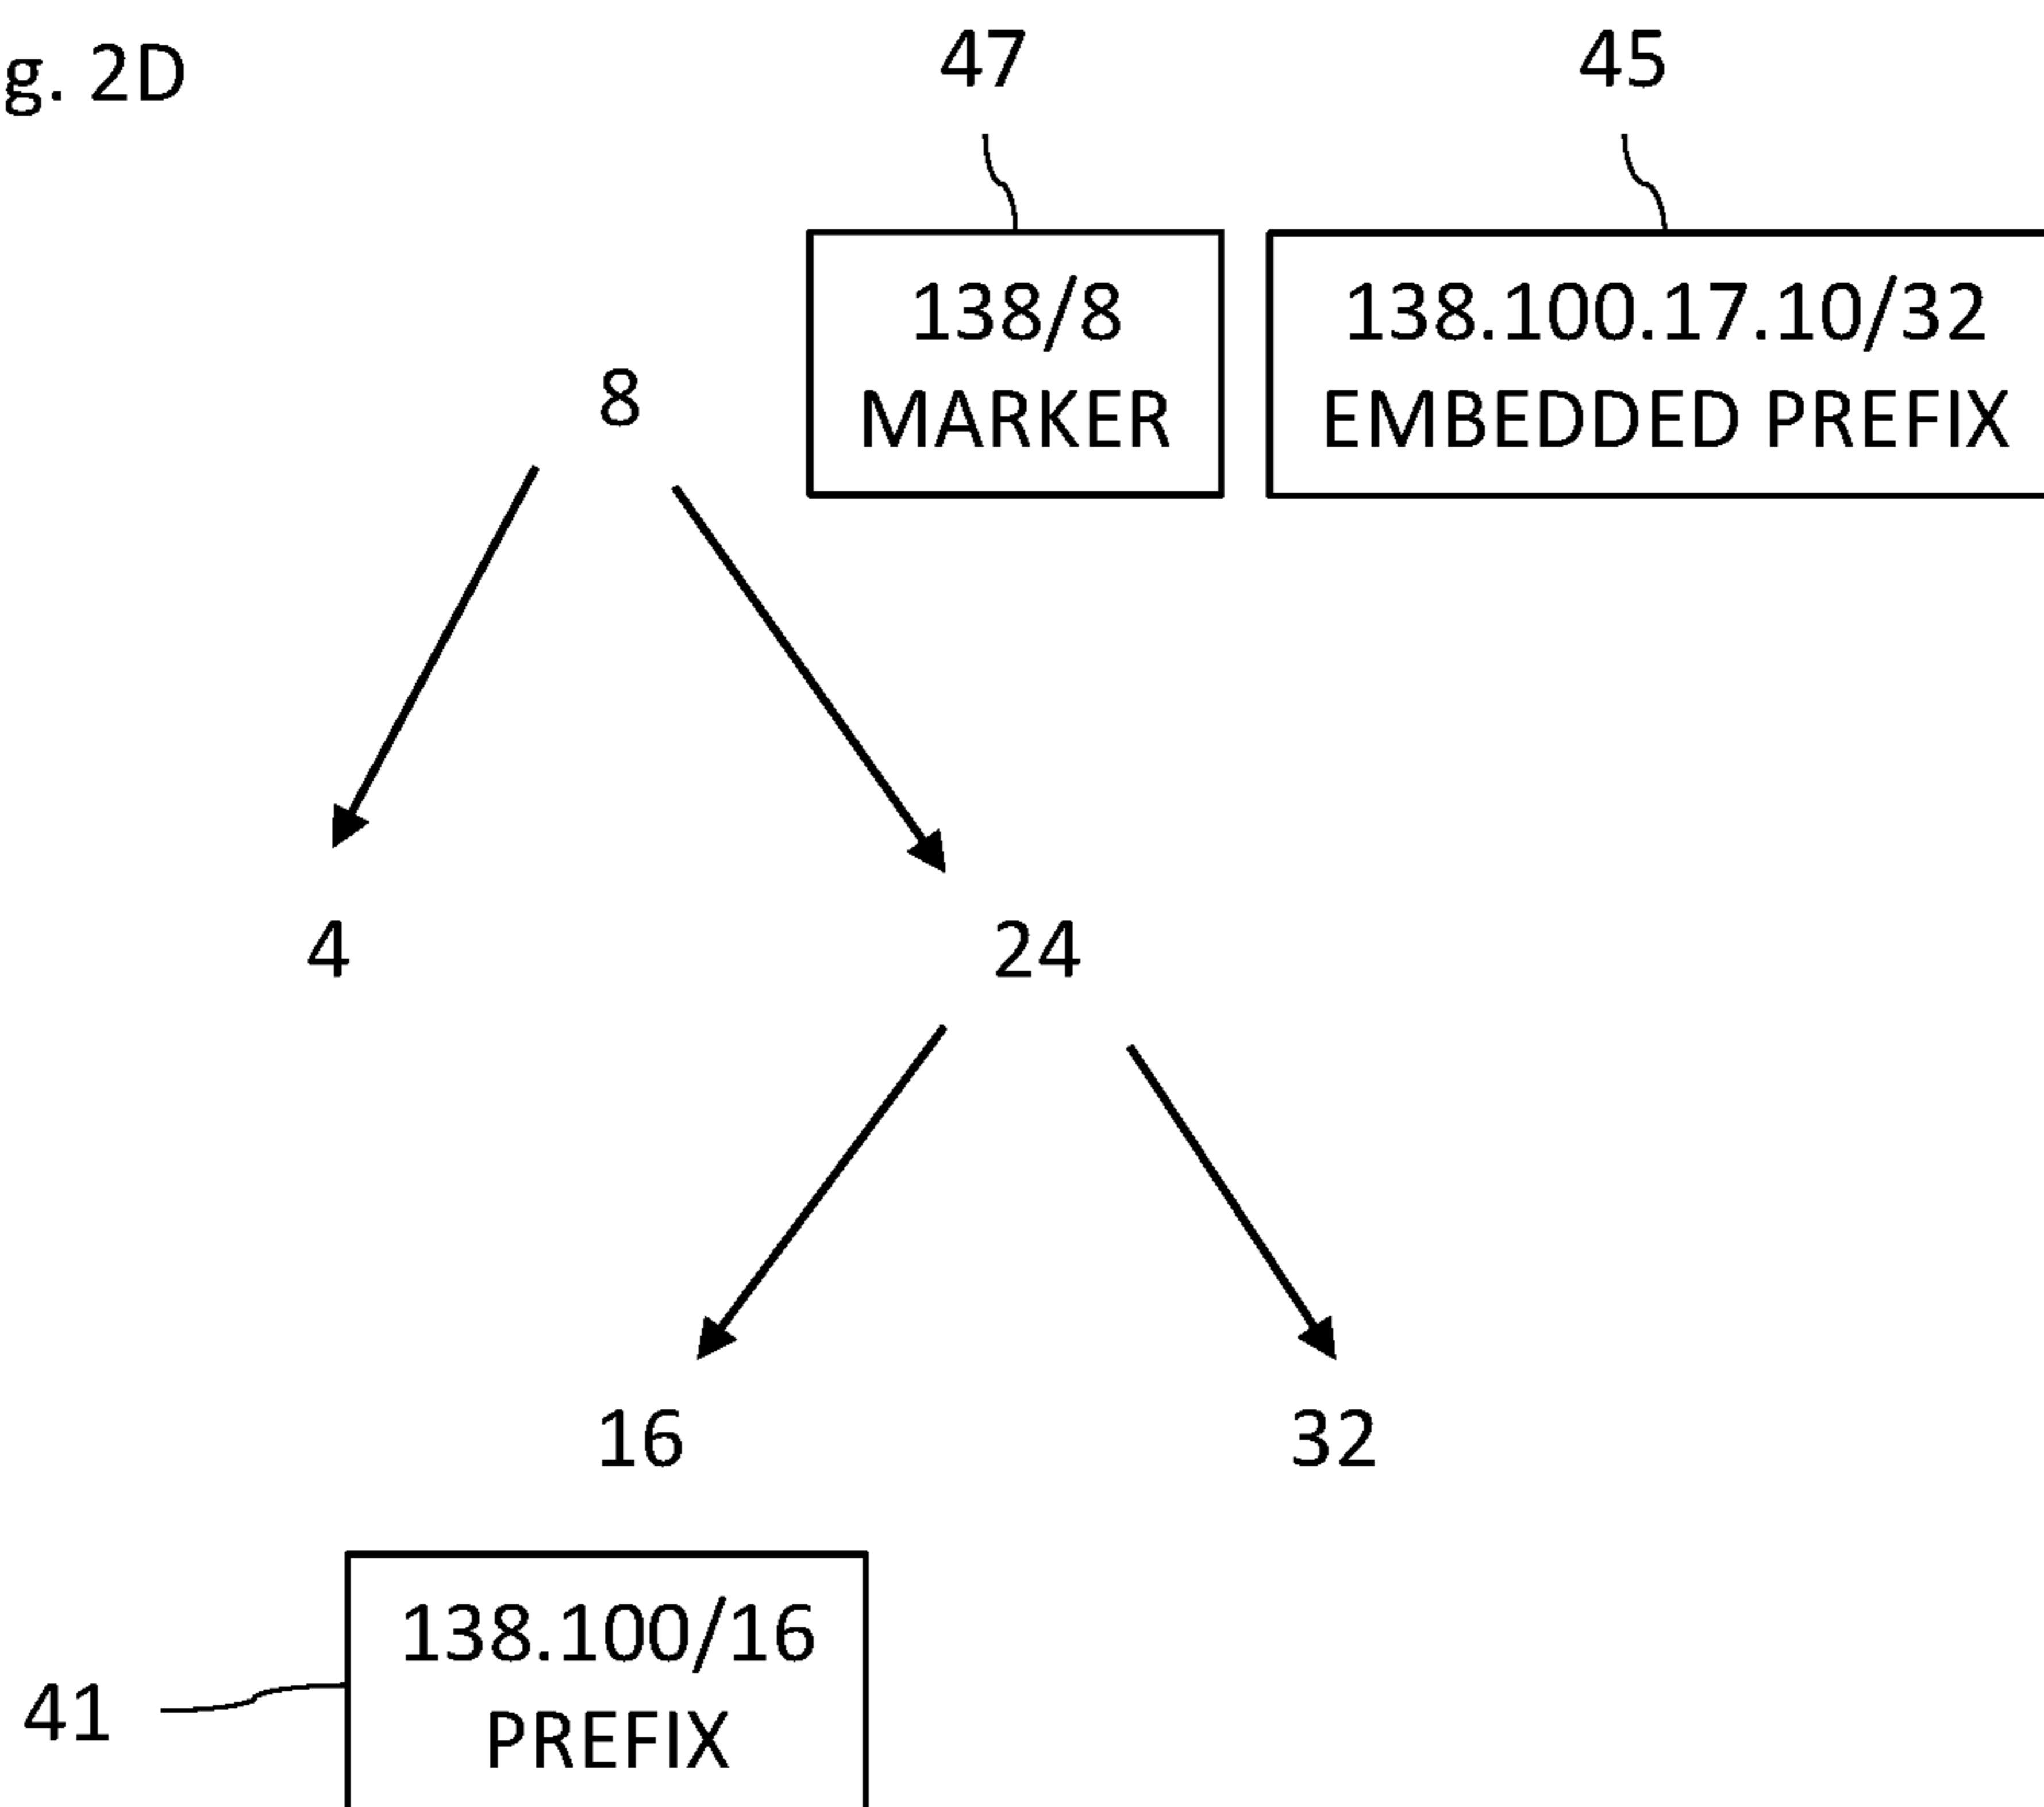 g. 2D
47
45
138/8
MARKER
138.100.17.10/32
EMBEDDED PREFIX
8
4
24
16
32
138.100/16
PREFIX
41